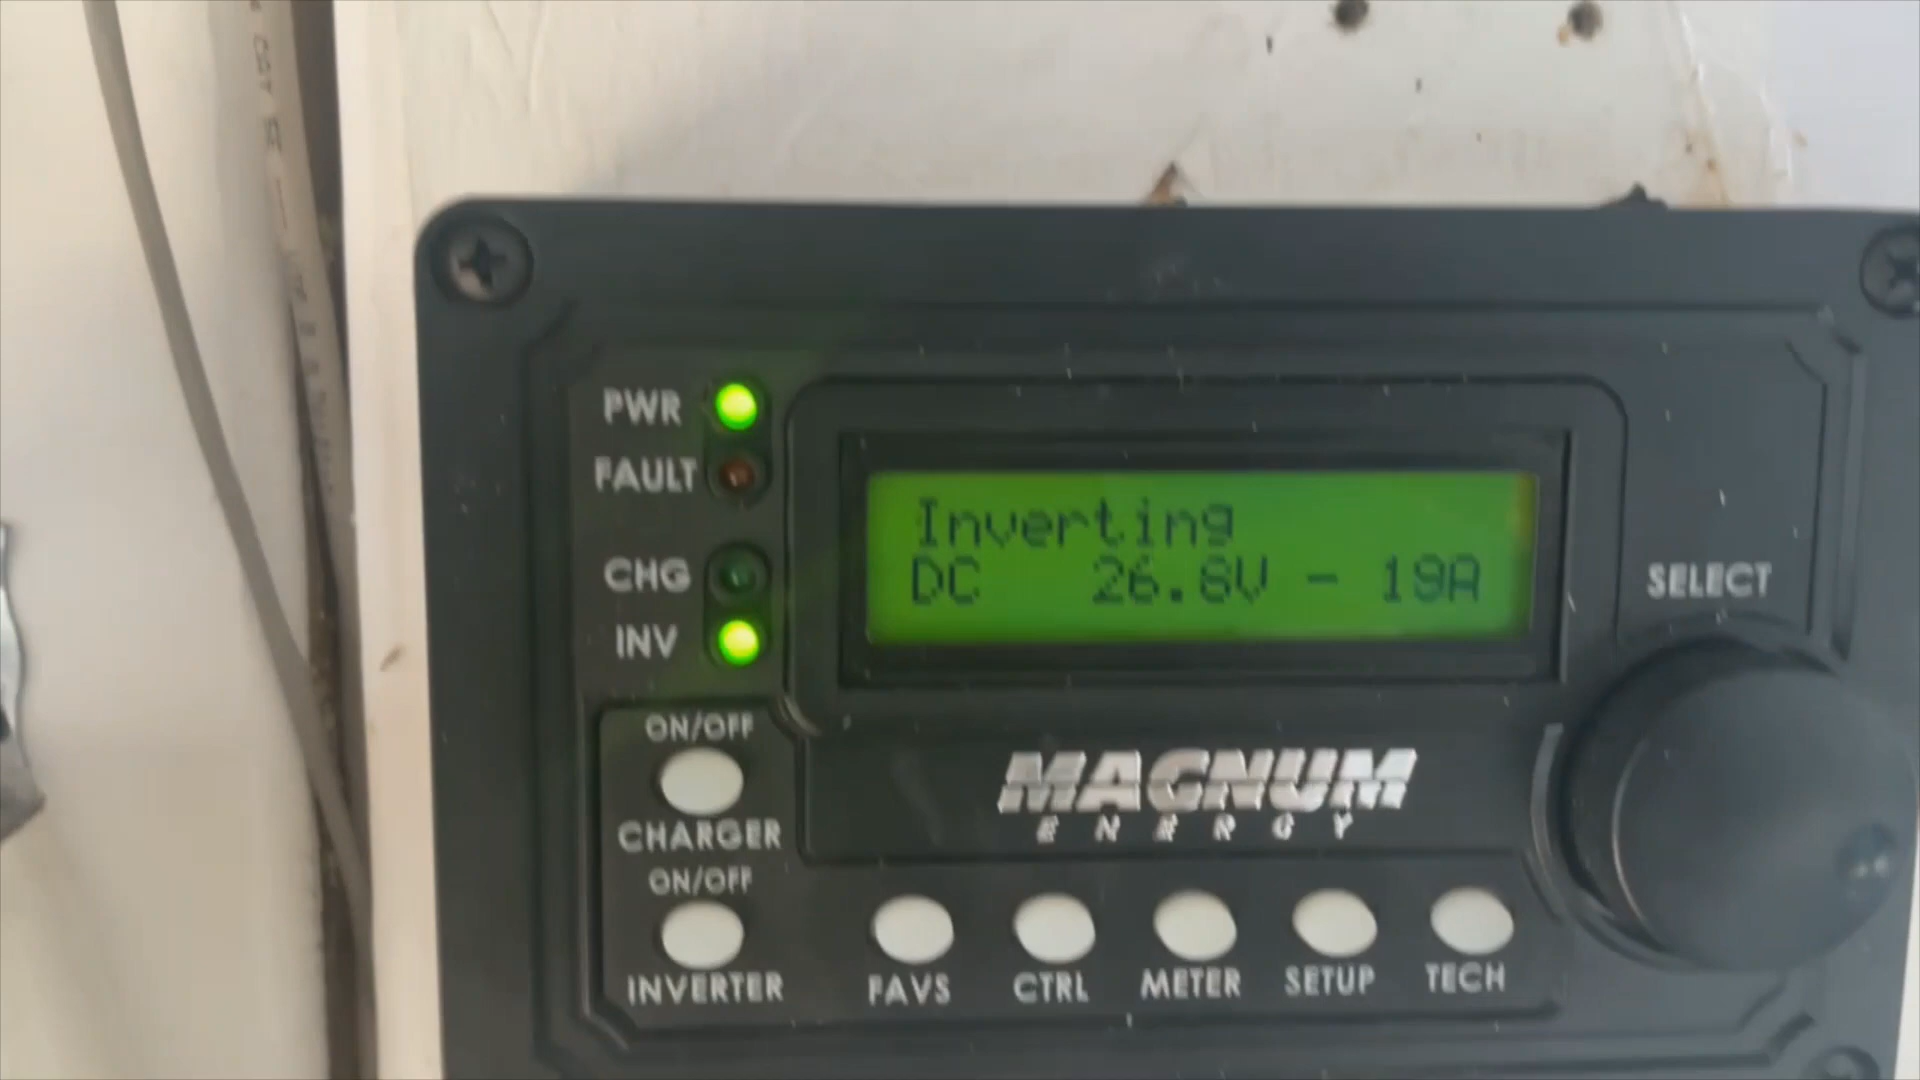 PWR
FAULT
CHG
INV
Inverting
DC 26.8V - 19A
SELECT
ON/OFF
CHARGER
ON/OFF
INVERTER
MAGNUM
ENERGY
FAVS
CTRL
METER
SETUP
TECH